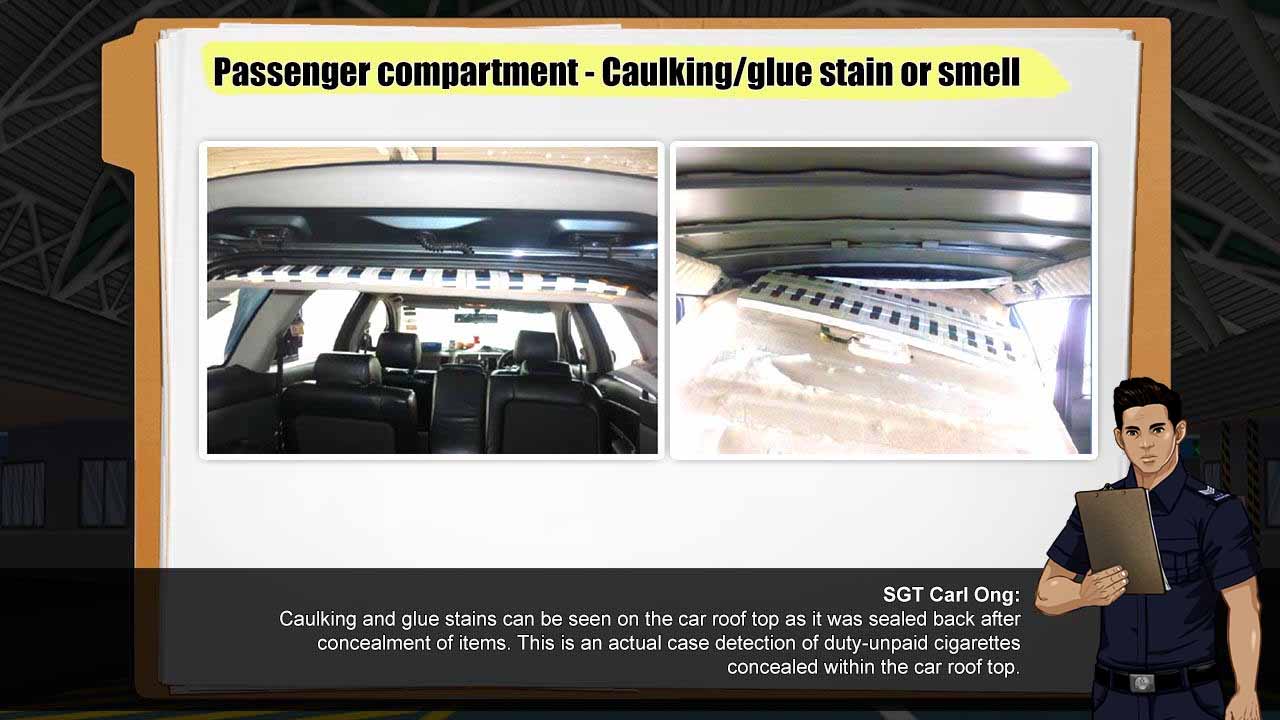 Passenger compartment - Caulking/glue stain or smell
SGT Carl Ong:
Caulking and glue stains can be seen on the car roof top as it was sealed back after
concealment of items. This is an actual case detection of duty-unpaid cigarettes
concealed within the car roof top.